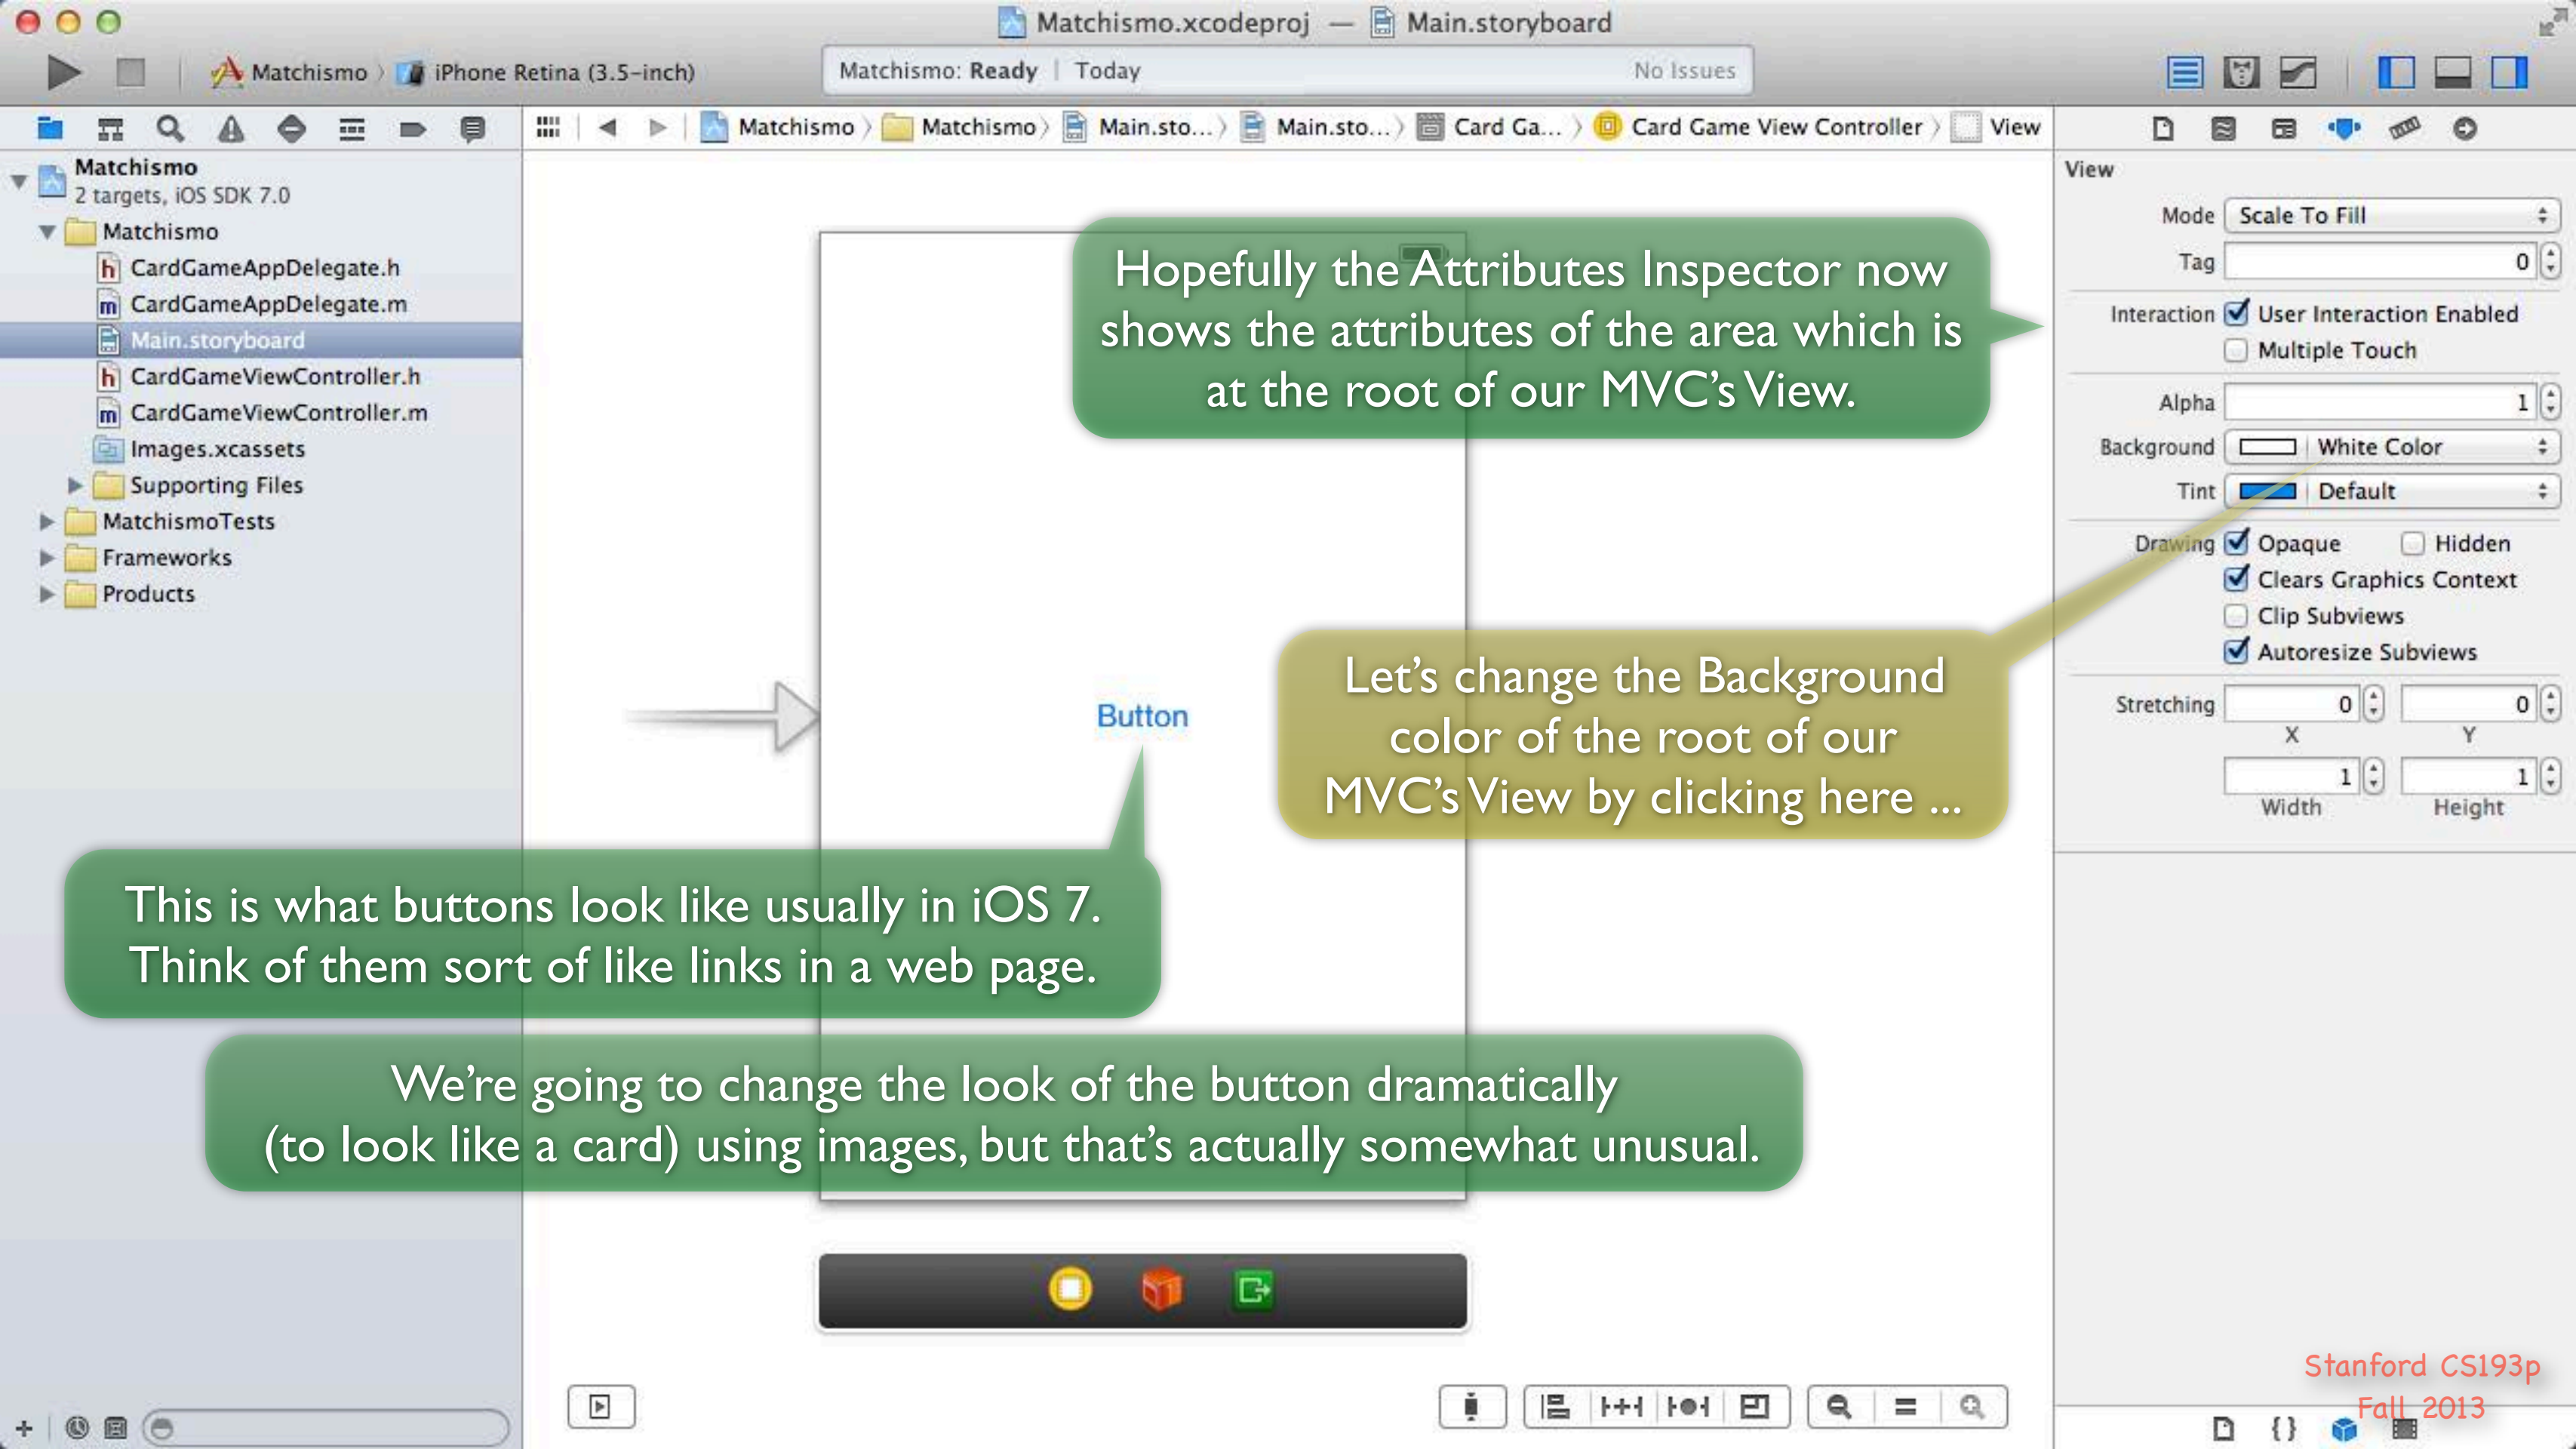 Matchismo.xcodeproj — Main.storyboard
Matchismo
iPhone Retina (3.5-inch)
Matchismo: Ready | Today
No Issues
Matchismo
Matchismo
Main.sto...
Main.sto...
Card Ga...
Card Game View Controller
View
Matchismo
2 targets, iOS SDK 7.0
Matchismo
h CardGameAppDelegate.h
m CardGameAppDelegate.m
Main.storyboard
h CardGameViewController.h
m CardGameViewController.m
Images.xcassets
Supporting Files
MatchismoTests
Frameworks
Products
Hopefully the Attributes Inspector now
shows the attributes of the area which is
at the root of our MVC's View.
Button
Let's change the Background
color of the root of our
MVC's View by clicking here ...
This is what buttons look like usually in iOS 7.
Think of them sort of like links in a web page.
We're going to change the look of the button dramatically
(to look like a card) using images, but that's actually somewhat unusual.
View
Mode Scale To Fill
Tag 0
Interaction User Interaction Enabled
Multiple Touch
Alpha 1
Background White Color
Tint Default
Drawing Opaque Hidden
Clears Graphics Context
Clip Subviews
Autoresize Subviews
Stretching 0 0
X Y
1 1
Width Height
Stanford CS193p
Fall 2013
{}